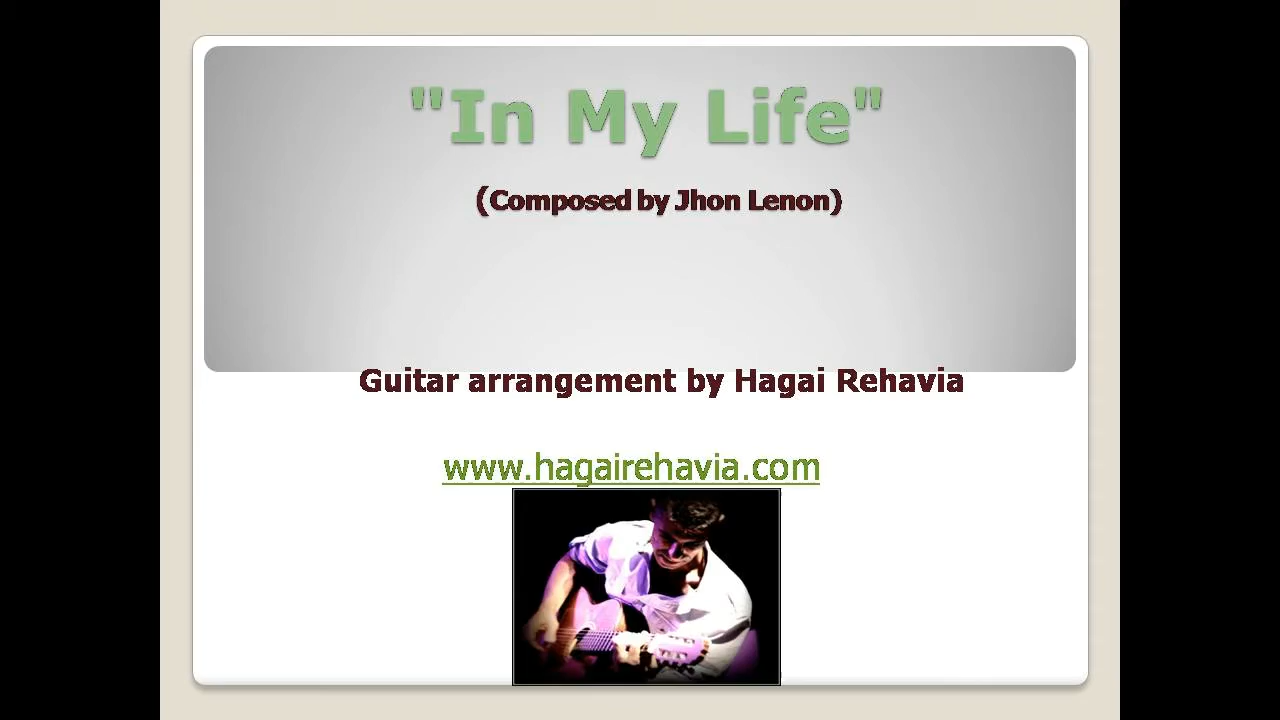 "In My Life"
(Composed by Jhon Lenon)
Guitar arrangement by Hagai Rehavia
www.hagairehavia.com